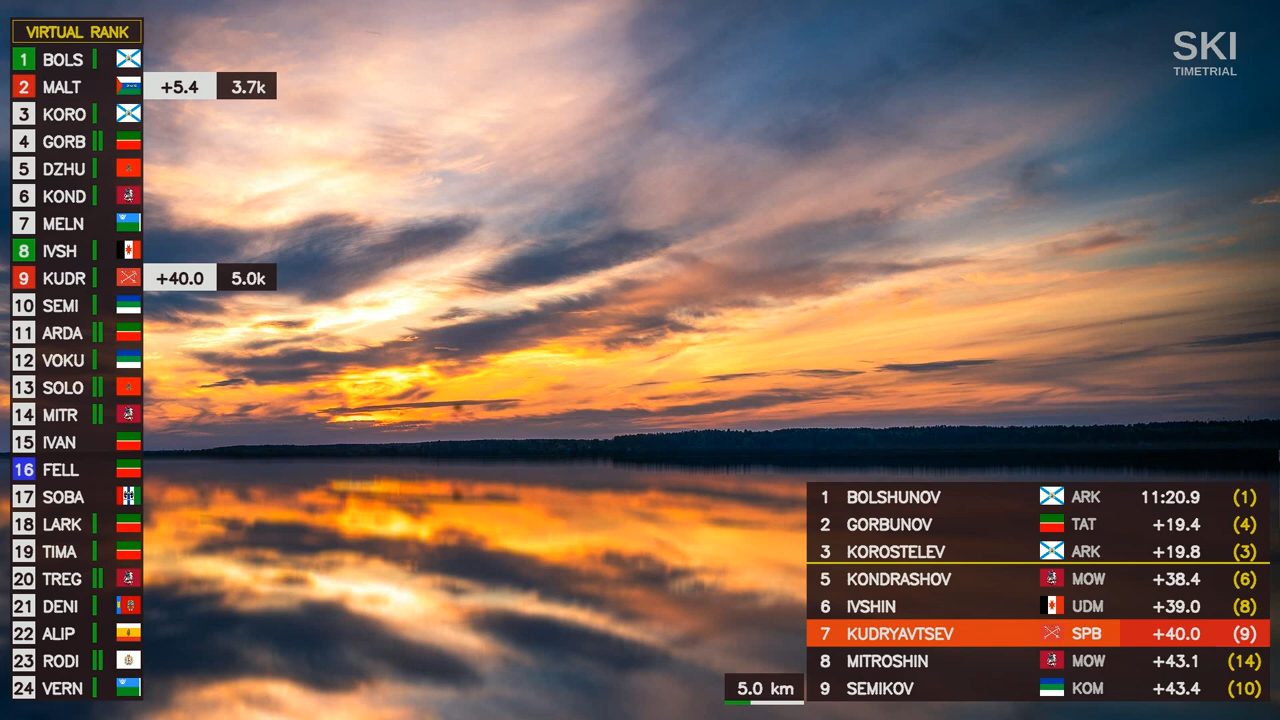 VIRTUAL RANK
1 BOLS
2 MALT +5.4 3.7k
3 KORO
4 GORB
5 DZHU
6 KOND
7 MELN
8 IVSH
9 KUDR +40.0 5.0k
10 SEMI
11 ARDA
12 VOKU
13 SOLO
14 MITR
15 IVAN
16 FELL
17 SOBA
18 LARK
19 TIMA
20 TREG
21 DENI
22 ALIP
23 RODI
24 VERN
SKI
TIMETRIAL
1 BOLSHUNOV ARK 11:20.9 (1)
2 GORBUNOV TAT +19.4 (4)
3 KOROSTELEV ARK +19.8 (3)
5 KONDRASHOV MOW +38.4 (6)
6 IVSHIN UDM +39.0 (8)
7 KUDRYAVTSEV SPB +40.0 (9)
8 MITROSHIN MOW +43.1 (14)
9 SEMIKOV KOM +43.4 (10)
5.0 km